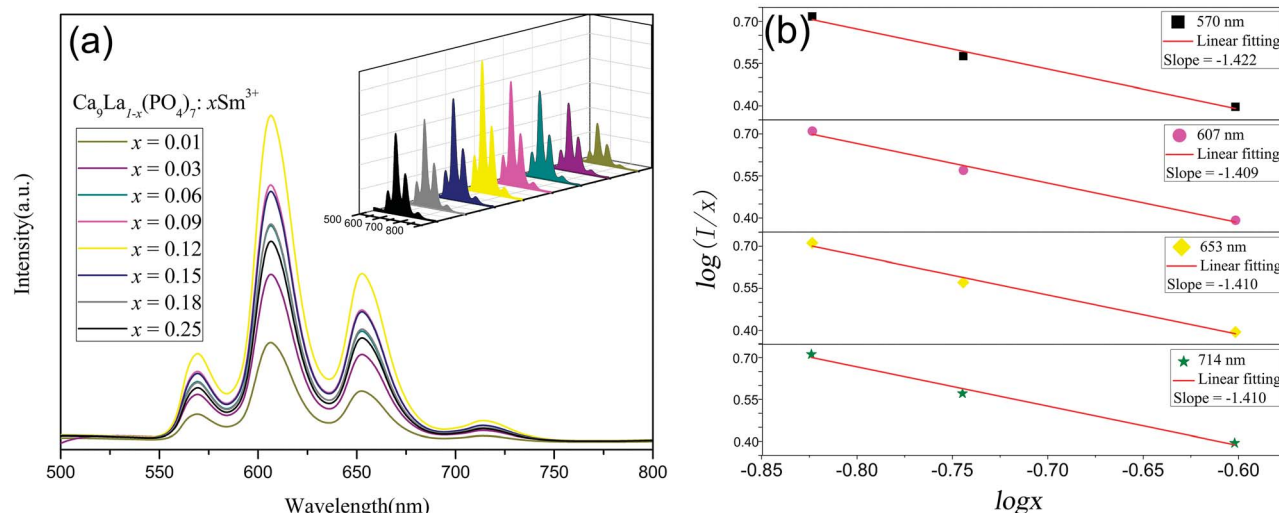 (a)
Ca9La1-x(PO4)7: xSm3+
x = 0.01
x = 0.03
x = 0.06
x = 0.09
x = 0.12
x = 0.15
x = 0.18
x = 0.25
500 600 700 800
Intensity(a.u.)
500 550 600 650 700 750 800
Wavelength(nm)
(b)
log(I/x)
0.70
0.55
0.40
570 nm
Linear fitting
Slope = -1.422
0.70
0.55
0.40
607 nm
Linear fitting
Slope = -1.409
0.70
0.55
0.40
653 nm
Linear fitting
Slope = -1.410
0.70
0.55
0.40
714 nm
Linear fitting
Slope = -1.410
-0.85 -0.80 -0.75 -0.70 -0.65 -0.60
logx